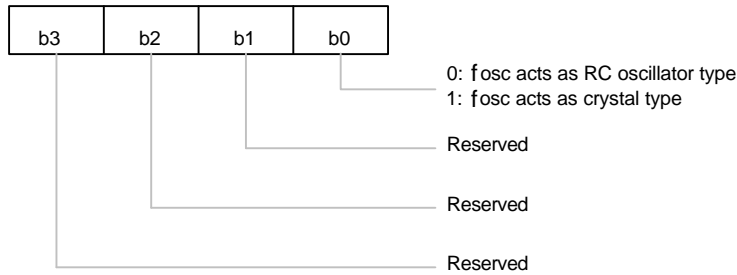 b3 b2 b1 b0
0: fosc acts as RC oscillator type
1: fosc acts as crystal type
Reserved
Reserved
Reserved